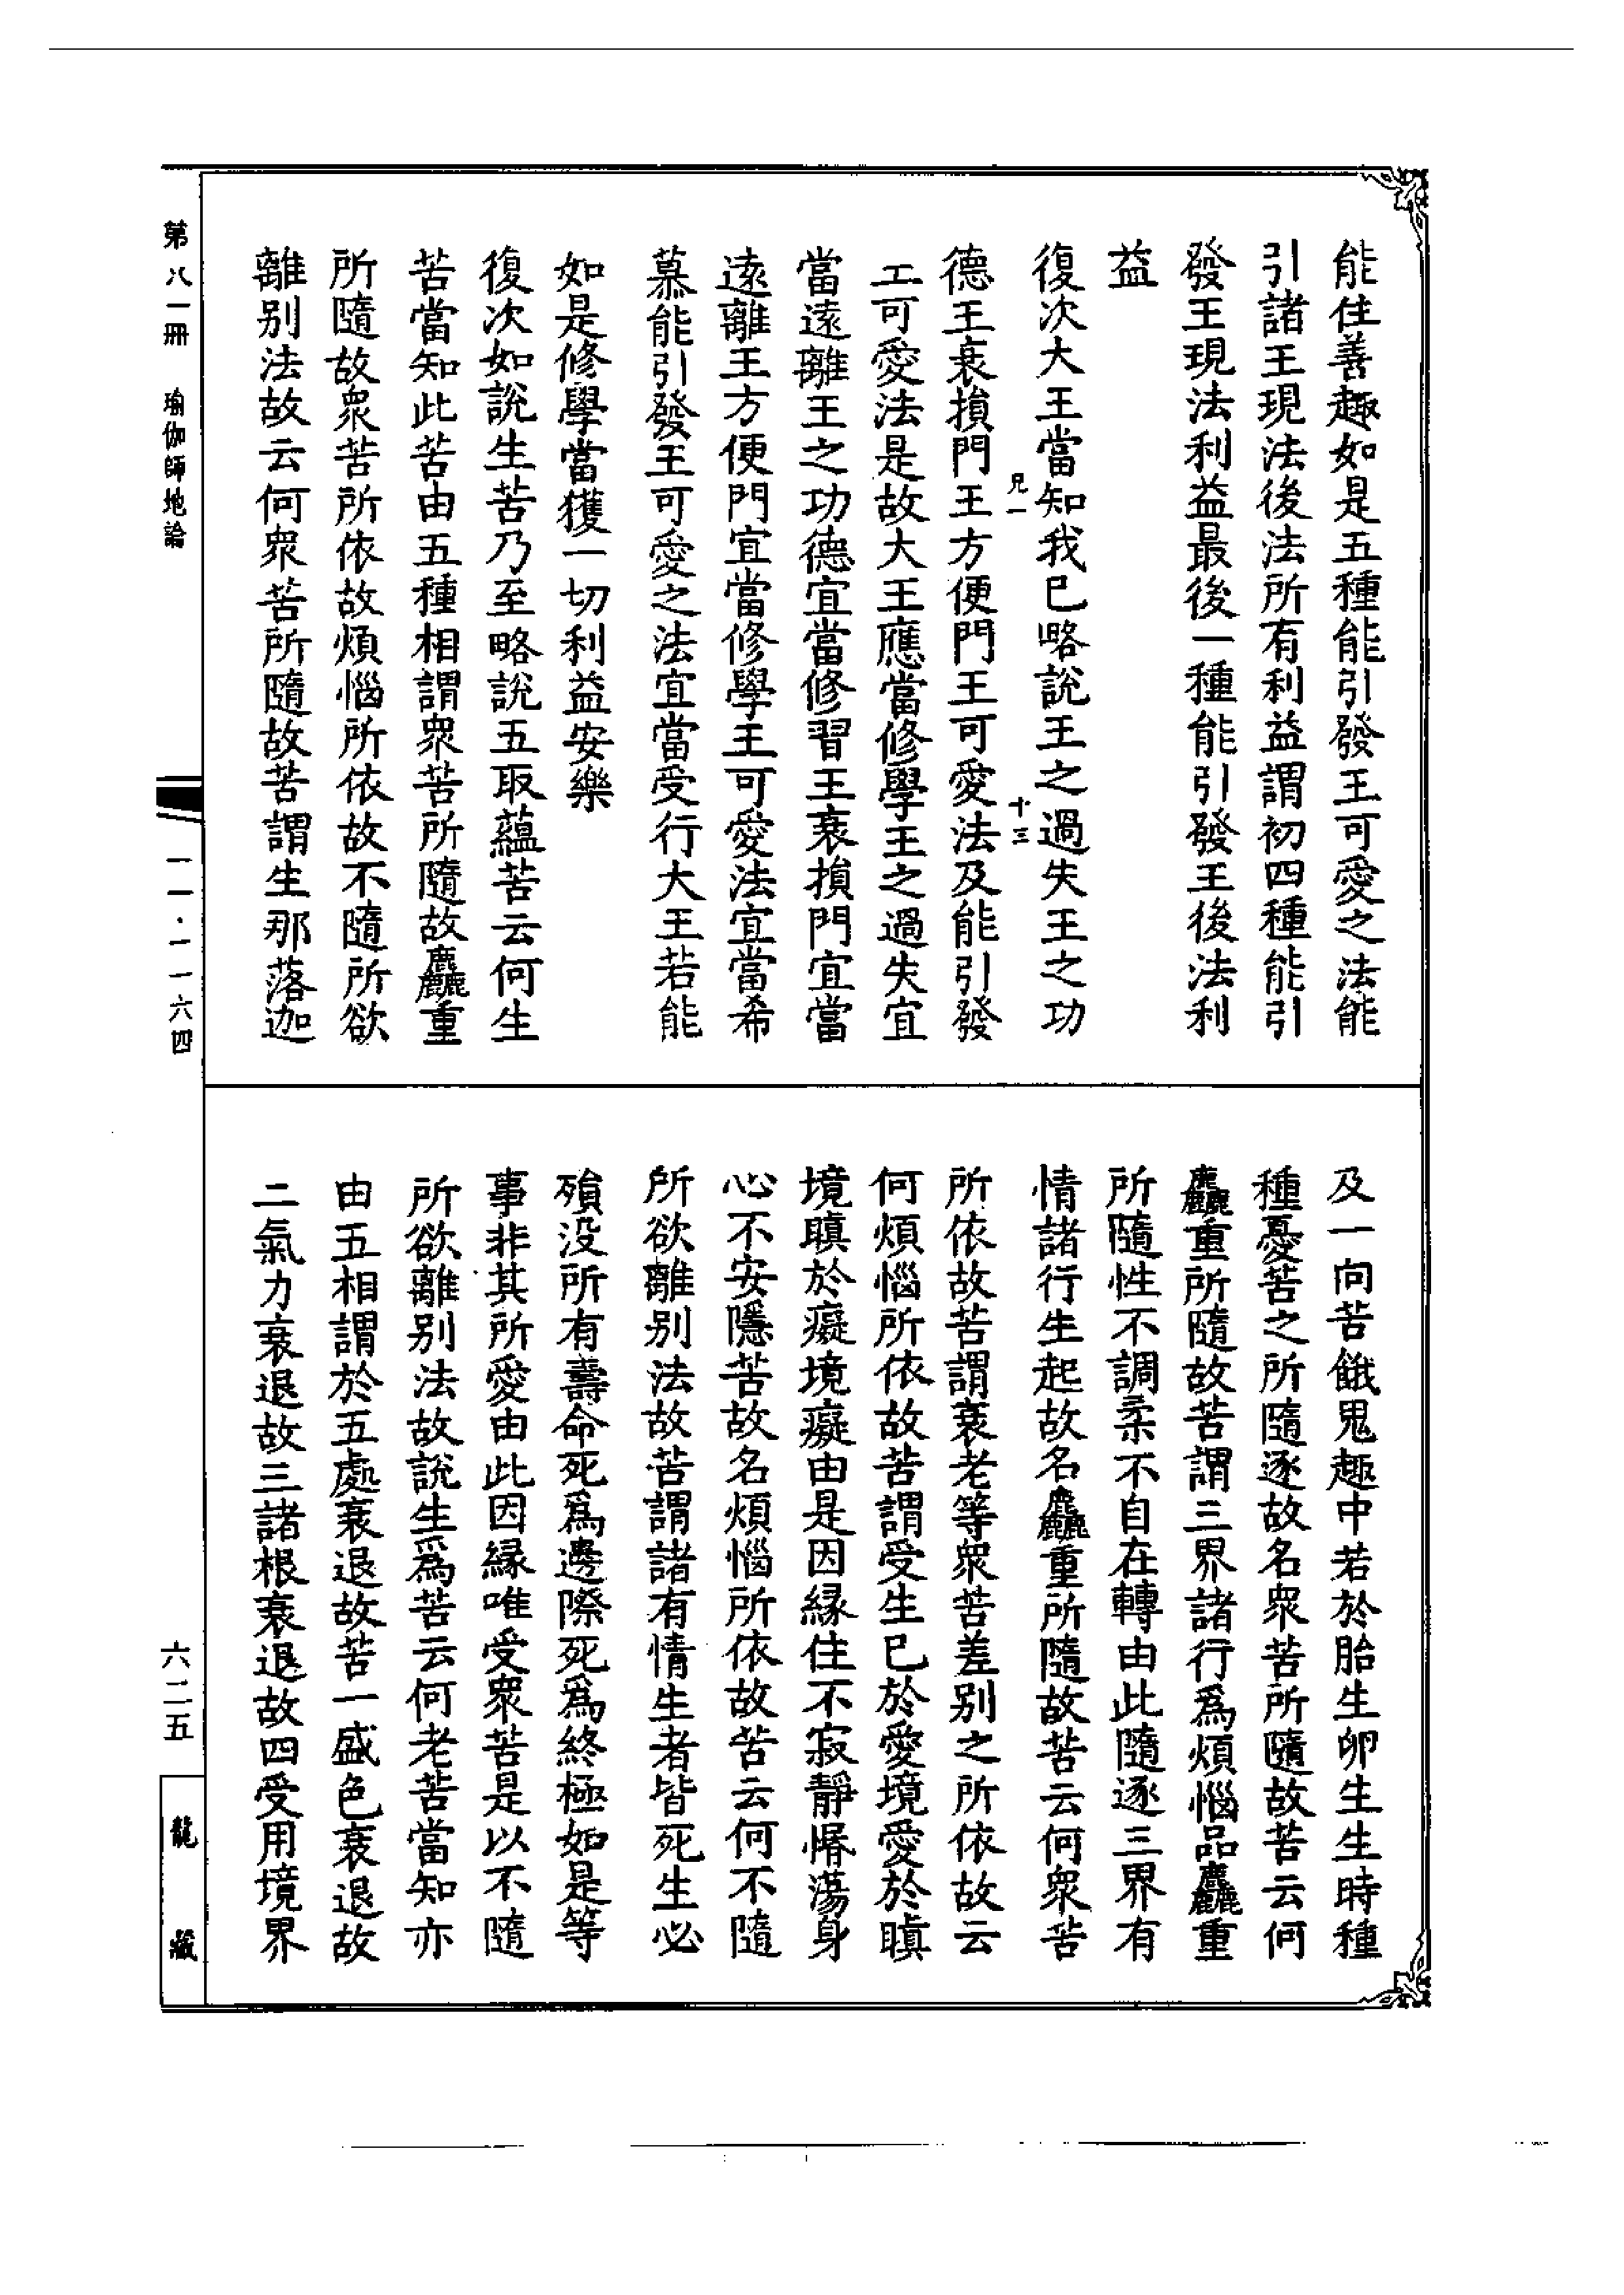 能住善趣如是五種能引發王可愛之法能
引諸王現法後法所有利益謂初四種能引
發王現法利益最後一種能引發王後法利
益
復次大王當知我已略說王之過失王之功
兄一 十三
德王衰損門王方便門王可愛法及能引發
王可愛法是故大王應當修學王之過失宜
當遠離王之功德宜當修習王衰損門宜當
遠離王方便門宜當修學王可愛法宜當希
慕能引發王可愛之法宜當受行大王若能
如是修學當獲一切利益安樂
復次如說生苦乃至略說五取蘊苦云何生
苦當知此苦由五種相謂衆苦所隨故麤重
所隨故衆苦所依故煩惱所依故不隨所欲
離别法故云何衆苦所隨故苦謂生那落迦
及一向苦餓鬼趣中若於胎生卵生生時種
種憂苦之所隨逐故名衆苦所隨故苦云何
麤重所隨故苦謂三界諸行爲煩惱品麤重
所隨性不調柔不自在轉由此隨逐三界有
情諸行生起故名麤重所隨故苦云何衆苦
所依故苦謂衰老等衆苦差别之所依故云
何煩惱所依故苦謂受生已於愛境愛於瞋
境瞋於癡境癡由是因緣住不寂靜惛蕩身
心不安隱苦故名煩惱所依故苦云何不隨
所欲離别法故苦謂諸有情生者皆死生必
殞没所有壽命死爲邊際死爲終極如是等
事非其所愛由此因緣唯受衆苦是以不隨
所欲離别法故說生爲苦云何老苦當知亦
由五相謂於五處衰退故苦一盛色衰退故
二氣力衰退故三諸根衰退故四受用境界
第八一冊 瑜伽師地論
一一·一一六四
六二五
龍藏